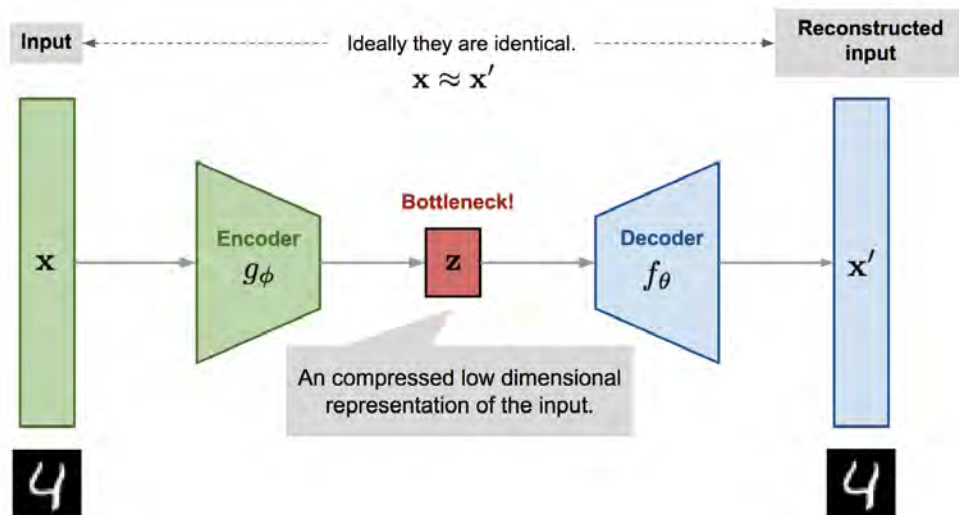 Input
Ideally they are identical.
x ≈ x′
Reconstructed
input
Bottleneck!
x
Encoder
gϕ
z
Decoder
fθ
x′
An compressed low dimensional
representation of the input.
4
4